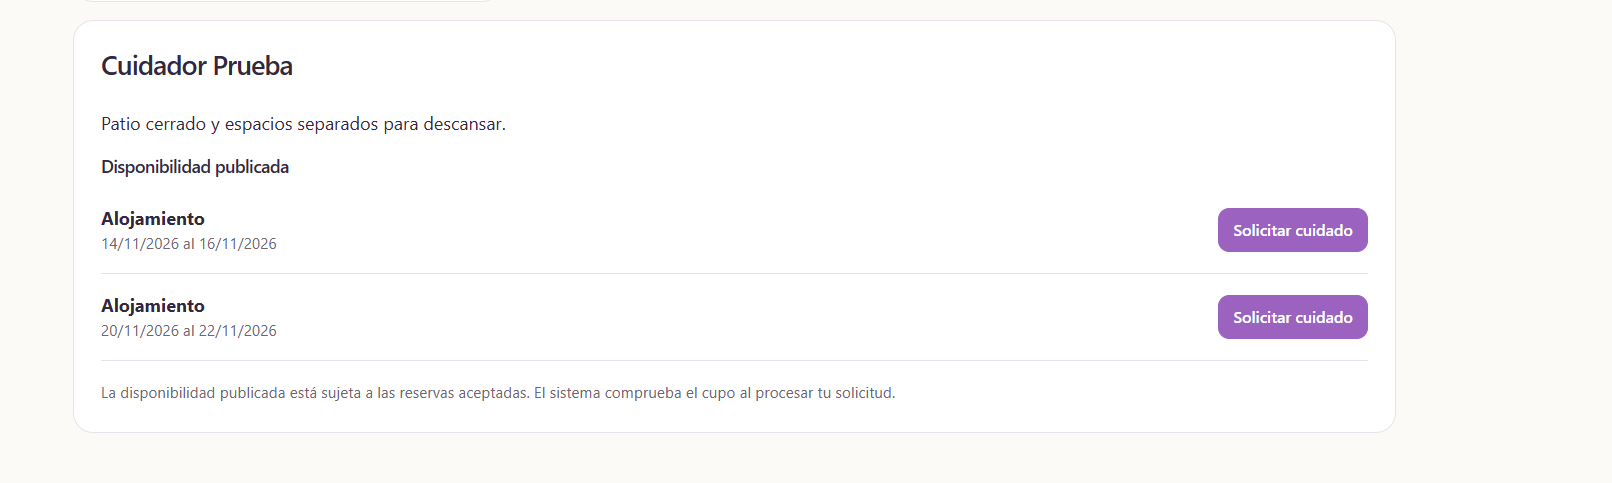 Cuidador Prueba
Patio cerrado y espacios separados para descansar.
Disponibilidad publicada
Alojamiento
14/11/2026 al 16/11/2026
Solicitar cuidado
Alojamiento
20/11/2026 al 22/11/2026
Solicitar cuidado
La disponibilidad publicada está sujeta a las reservas aceptadas. El sistema comprueba el cupo al procesar tu solicitud.